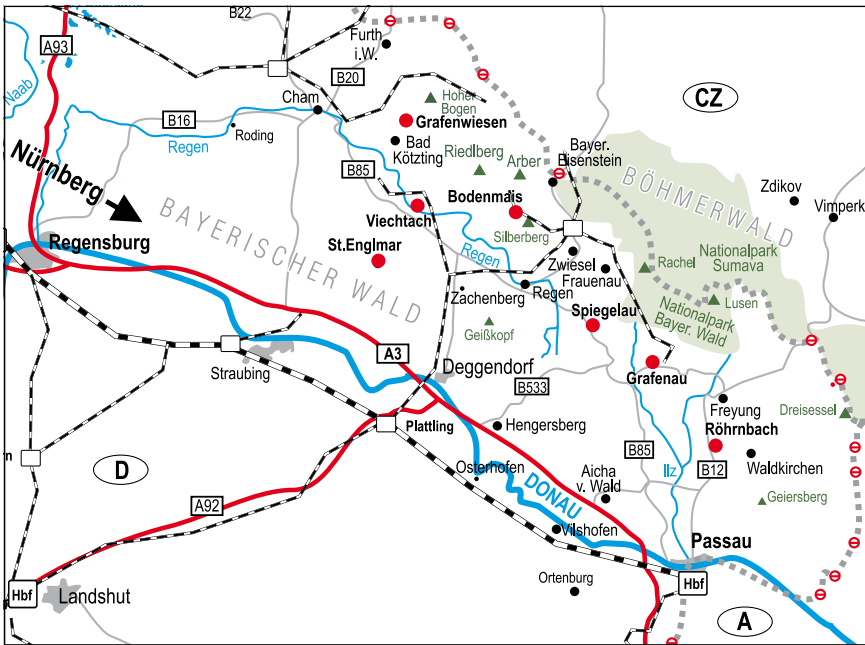 B22
A93
Furth
i.W.
B20
CZ
Naab
Cham
Hoher
Bogen
B16
Grafenwiesen
Roding
Regen
Bad
Kötzting
Riedlberg
Arber
Bayer.
Eisenstein
Nürnberg
B85
BÖHMERWALD
Zdikov
Vimperk
Bodenmais
Viechtach
BAYERISCHER WALD
Silberberg
Regensburg
St.Englmar
Regen
Zwiesel
Frauenau
Rachel
Nationalpark
Sumava
Zachenberg
Regen
Lusen
Spiegelau
Nationalpark
Bayer. Wald
Geißkopf
A3
Straubing
Deggendorf
Grafenau
B533
Freyung
Dreisessel
Plattling
Hengersberg
Röhrnbach
D
B85
Ilz
B12
Waldkirchen
Osterhofen
Aicha
v. Wald
DONAU
Geiersberg
A92
Vilshofen
Passau
Hbf
Landshut
Ortenburg
Hbf
A